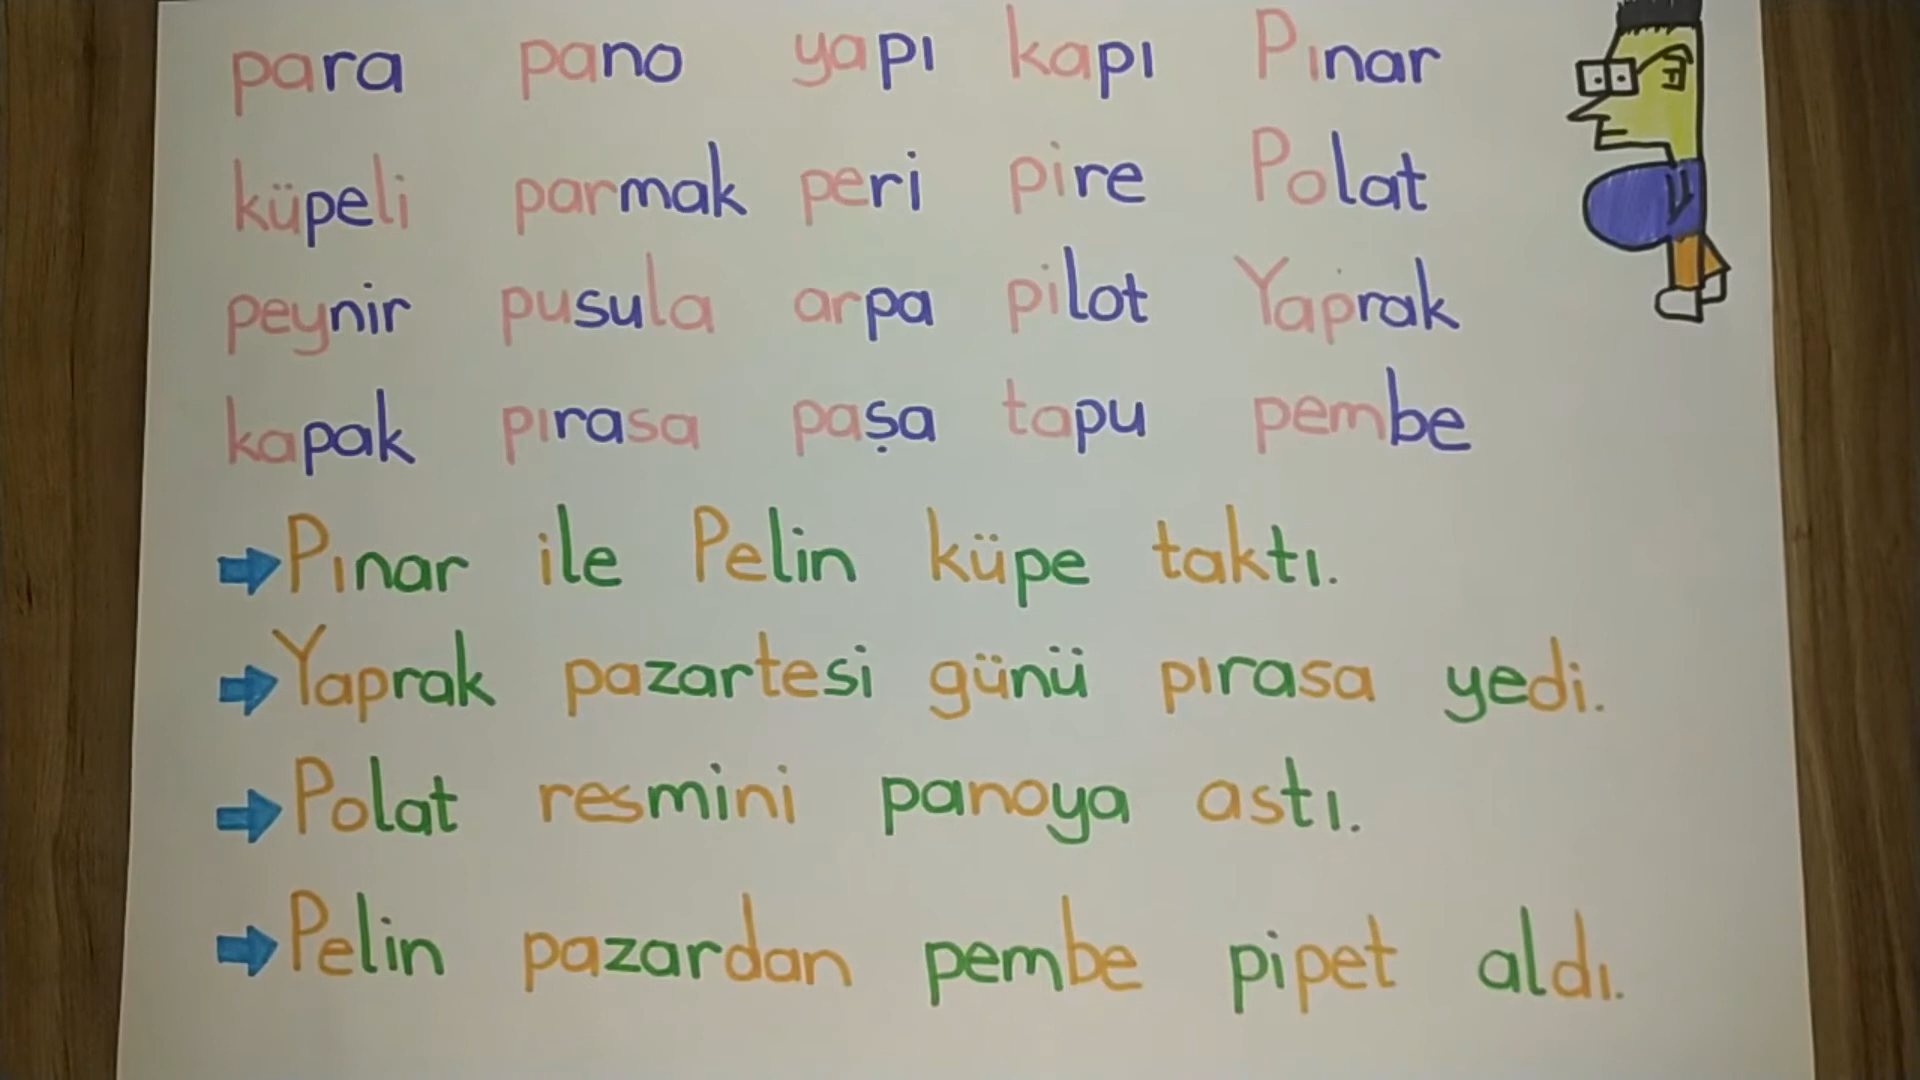 para pano yapı kapı Pınar
küpeli parmak peri pire Polat
peynir pusula arpa pilot Yaprak
kapak pırasa paşa tapu pembe
Pınar ile Pelin küpe taktı.
Yaprak pazartesi günü pırasa yedi.
Polat resmini panoya astı.
Pelin pazardan pembe pipet aldı.